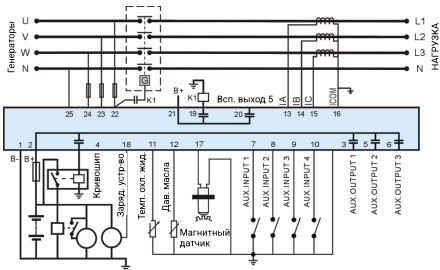 Генераторы
U
V
W
N
L1
L2
L3
N
НАГРУЗКА
G
B+
K1
K1
Всп. выход 5
IA
IB
IC
ICOM
25
24
23
22
21
19
20
13
14
15
16
1
2
4
18
11
12
17
7
8
9
10
3
5
6
B-
B+
Кривошип
Заряд. устр-во
Темп. охл. жид.
Дав. масла
Магнитный
датчик
AUX.INPUT 1
AUX.INPUT 2
AUX.INPUT 3
AUX.INPUT 4
AUX.OUTPUT 1
AUX.OUTPUT 2
AUX.OUTPUT 3